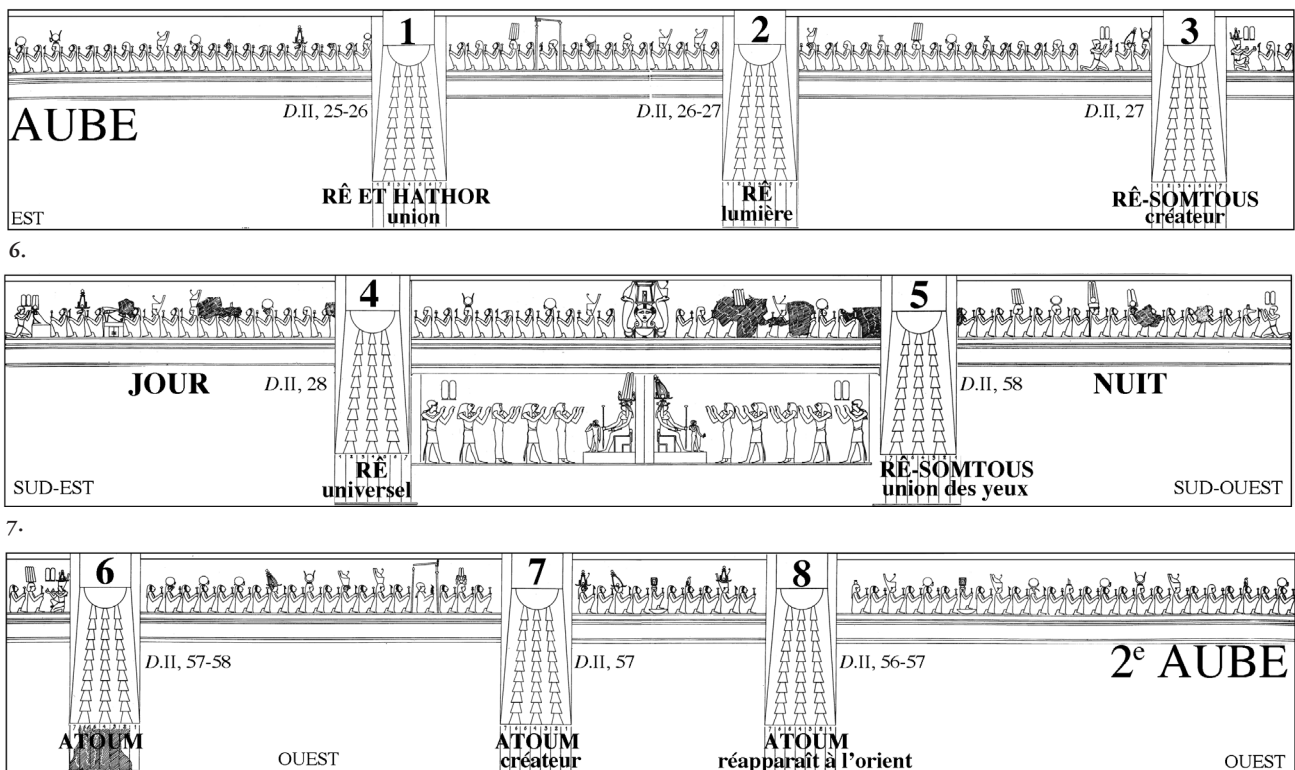 1
2
3
D.II, 25-26
D.II, 26-27
D.II, 27
AUBE
RÊ ET HATHOR
union
RÊ
lumière
RÊ-SOMTOUS
créateur
EST
6.
4
5
JOUR
D.II, 28
D.II, 58
NUIT
RÊ
universel
RÊ-SOMTOUS
union des yeux
SUD-EST
SUD-OUEST
7.
6
7
8
D.II, 57-58
D.II, 57
D.II, 56-57
2e AUBE
ATOUM
ATOUM
créateur
ATOUM
réapparaît à l'orient
OUEST
OUEST